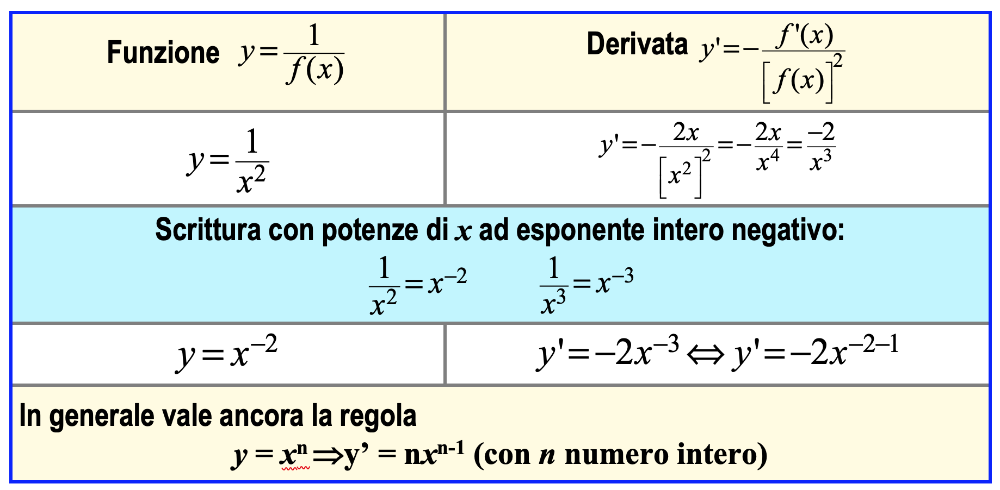 Funzione y = 1/f(x)
Derivata y' = − f'(x)/[f(x)]²
y = 1/x²
y' = − 2x/[x²]² = − 2x/x⁴ = −2/x³
Scrittura con potenze di x ad esponente intero negativo:
1/x² = x⁻² 1/x³ = x⁻³
y = x⁻²
y' = −2x⁻³ ⇔ y' = −2x⁻²⁻¹
In generale vale ancora la regola
y = xⁿ ⇒ y’ = nxⁿ⁻¹ (con n numero intero)